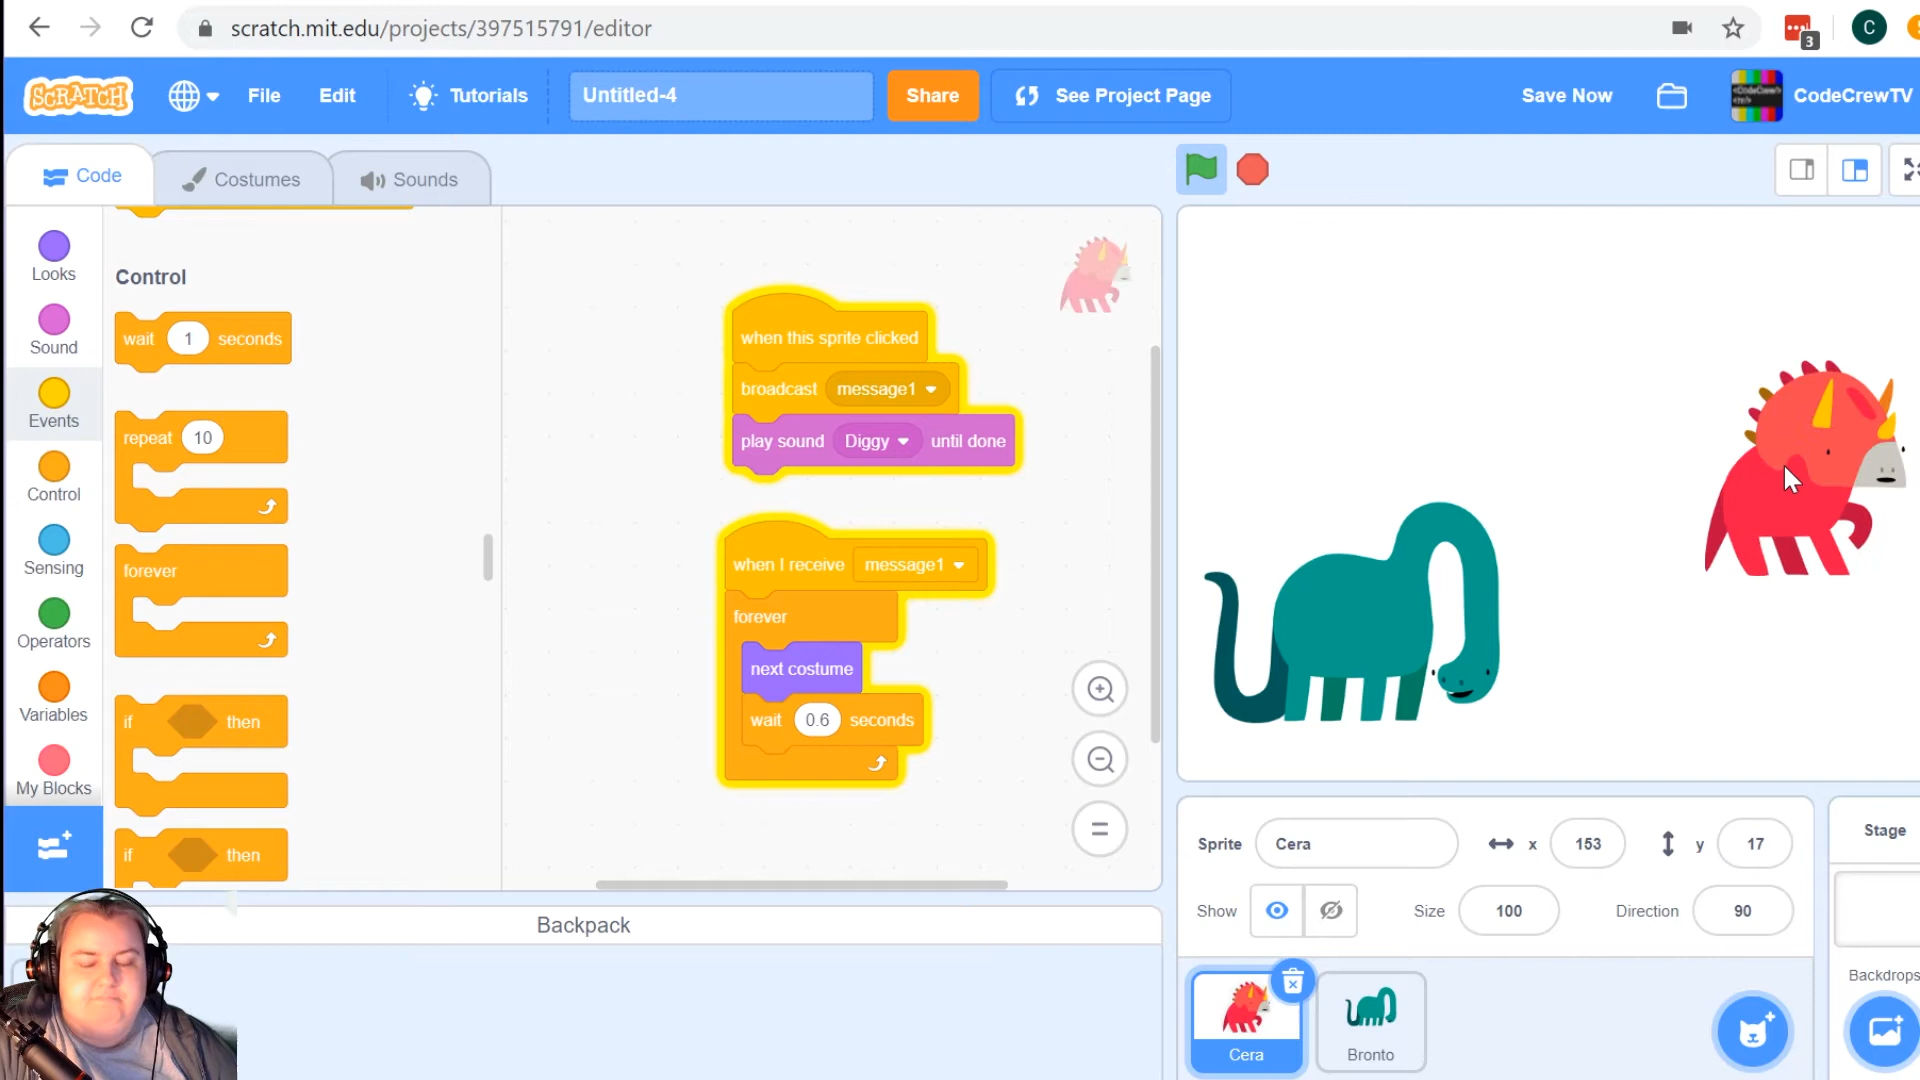 scratch.mit.edu/projects/397515791/editor
3
C
SCRATCH
File
Edit
Tutorials
Untitled-4
Share
See Project Page
Save Now
CodeCrewTV
Code
Costumes
Sounds
Looks
Sound
Events
Control
Sensing
Operators
Variables
My Blocks
Control
wait 1 seconds
repeat 10
forever
if then
if then
when this sprite clicked
broadcast message1
play sound Diggy until done
when I receive message1
forever
next costume
wait 0.6 seconds
Backpack
Sprite Cera x 153 y 17
Show Size 100 Direction 90
Cera
Bronto
Stage
Backdrops